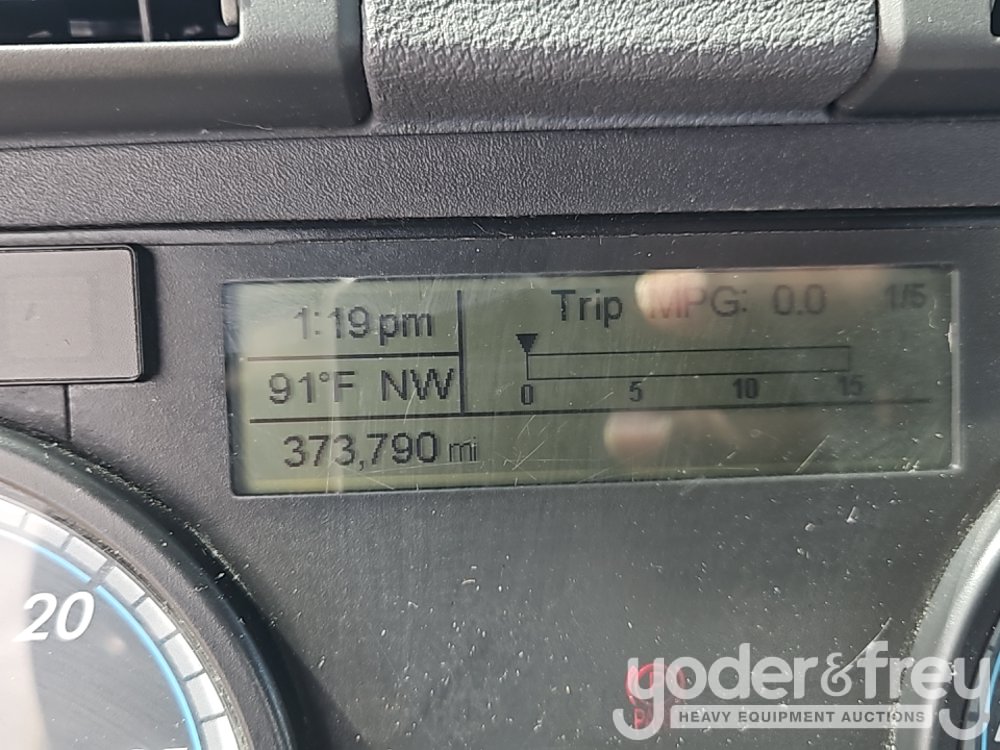 1:19 pm
Trip MPG: 0.0 1/5
91°F NW
0 5 10 15
373,790 mi
20
yoder&frey
HEAVY EQUIPMENT AUCTIONS